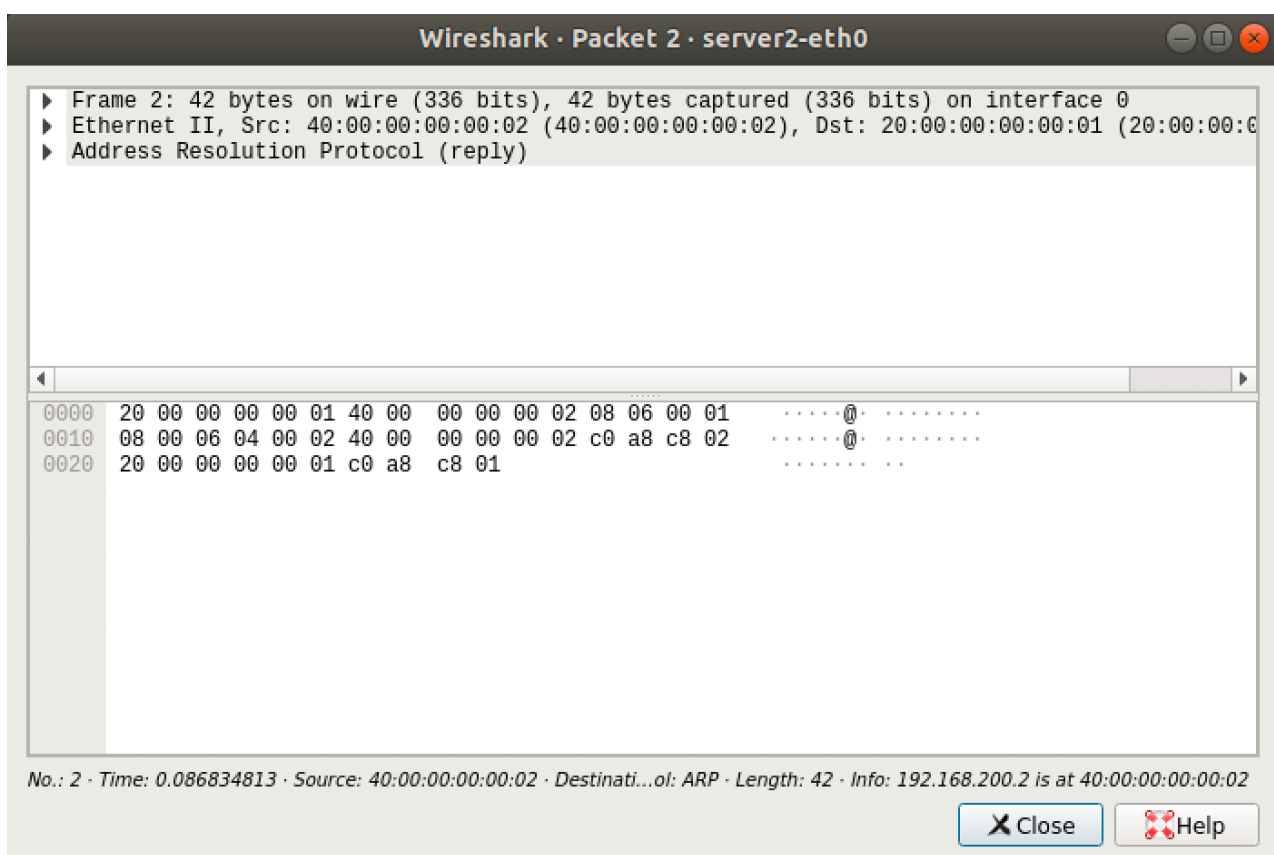 Wireshark · Packet 2 · server2-eth0
Frame 2: 42 bytes on wire (336 bits), 42 bytes captured (336 bits) on interface 0
Ethernet II, Src: 40:00:00:00:00:02 (40:00:00:00:00:02), Dst: 20:00:00:00:00:01 (20:00:00:0
Address Resolution Protocol (reply)
0000 20 00 00 00 00 01 40 00 00 00 00 02 08 06 00 01 ·····@· ········
0010 08 00 06 04 00 02 40 00 00 00 00 02 c0 a8 c8 02 ······@· ········
0020 20 00 00 00 00 01 c0 a8 c8 01 ······· ··
No.: 2 · Time: 0.086834813 · Source: 40:00:00:00:00:02 · Destinati...ol: ARP · Length: 42 · Info: 192.168.200.2 is at 40:00:00:00:00:02
Close
Help